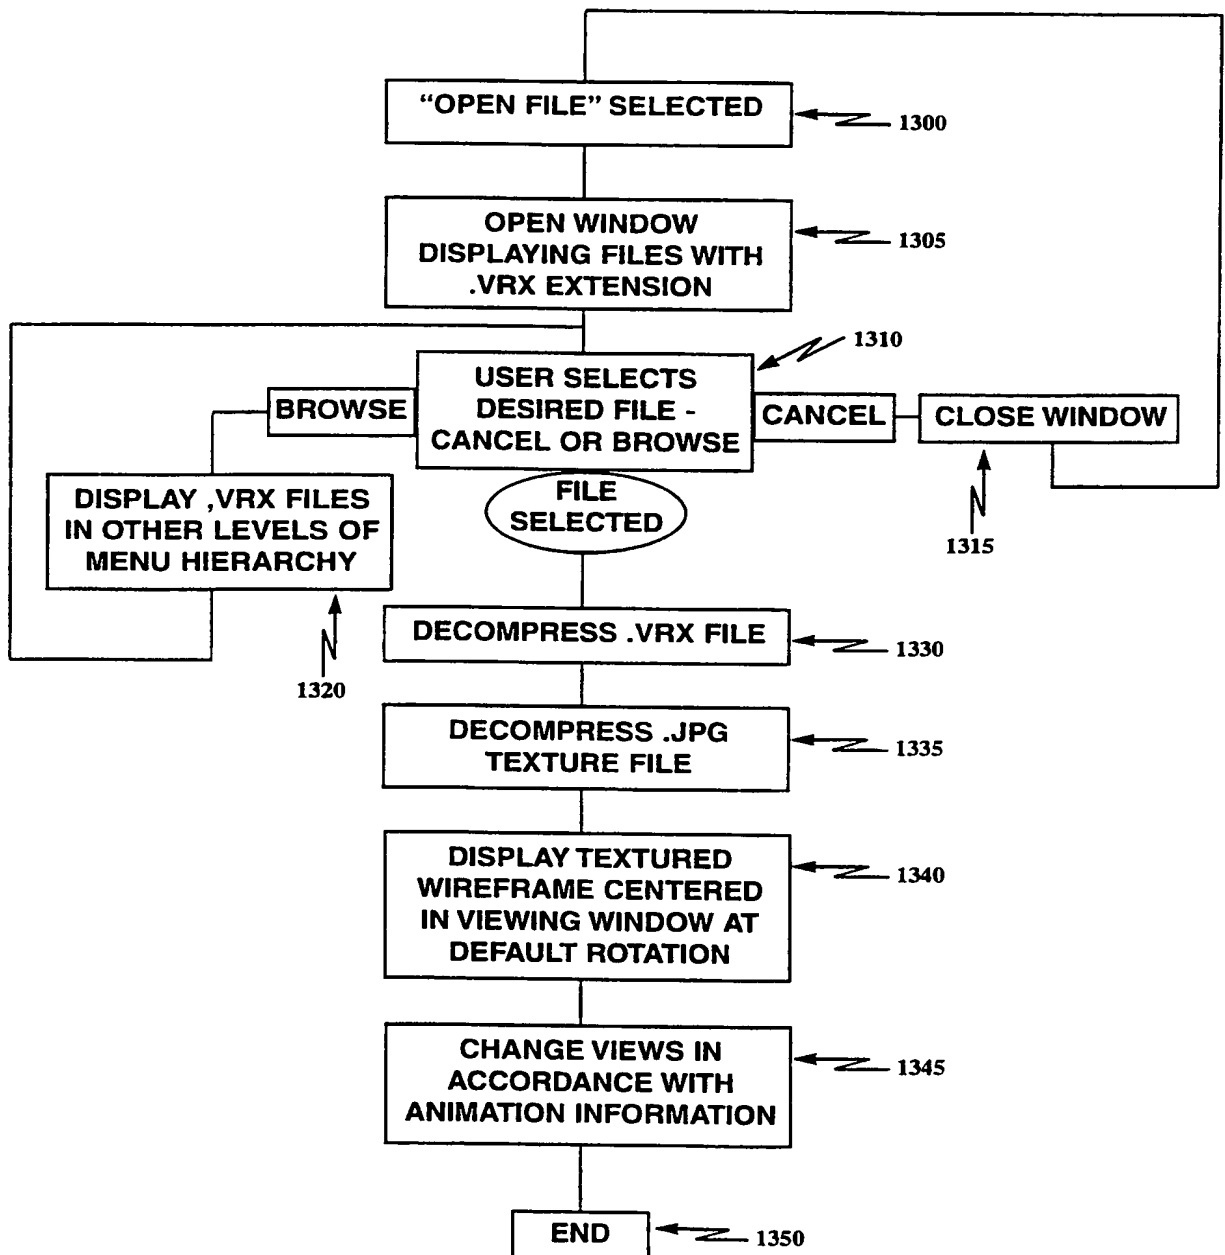 “OPEN FILE” SELECTED
1300
OPEN WINDOW
DISPLAYING FILES WITH
.VRX EXTENSION
1305
1310
USER SELECTS
DESIRED FILE -
CANCEL OR BROWSE
BROWSE
CANCEL
CLOSE WINDOW
1315
DISPLAY ,VRX FILES
IN OTHER LEVELS OF
MENU HIERARCHY
1320
FILE
SELECTED
DECOMPRESS .VRX FILE
1330
DECOMPRESS .JPG
TEXTURE FILE
1335
DISPLAY TEXTURED
WIREFRAME CENTERED
IN VIEWING WINDOW AT
DEFAULT ROTATION
1340
CHANGE VIEWS IN
ACCORDANCE WITH
ANIMATION INFORMATION
1345
END
1350